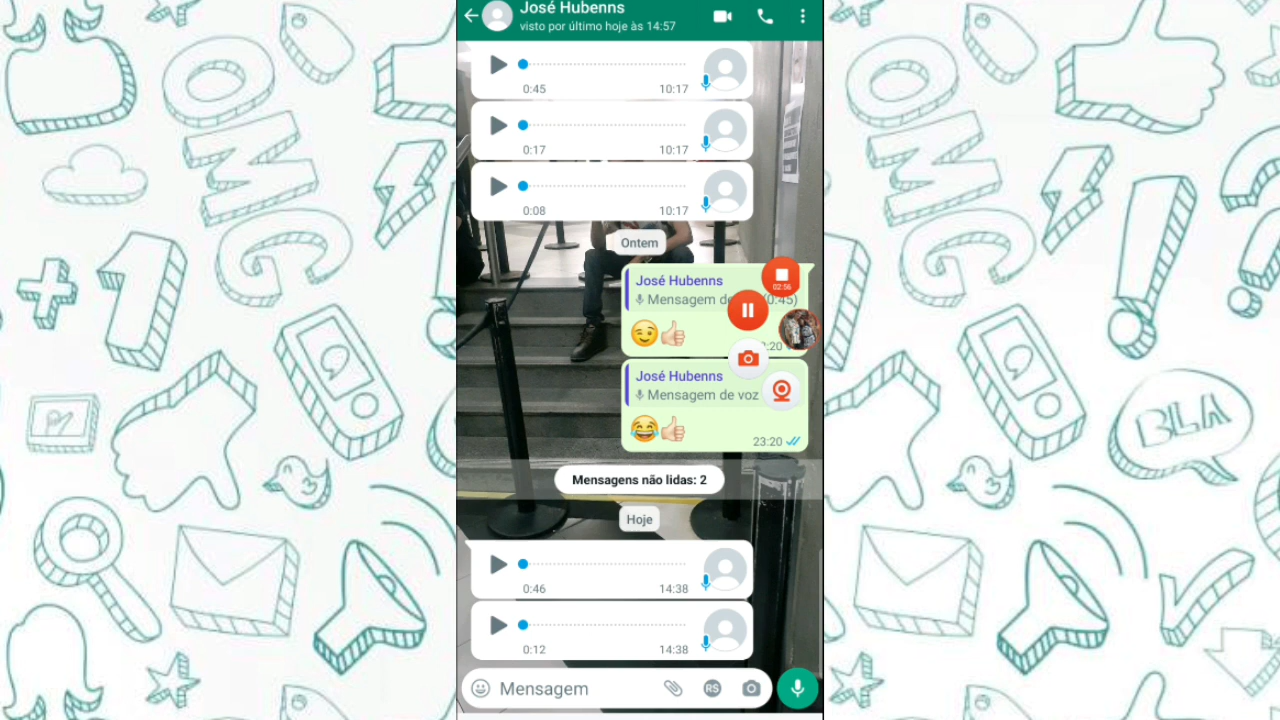 José Hubenns
visto por último hoje às 14:57
0:45 10:17
0:17 10:17
0:08 10:17
Ontem
José Hubenns
Mensagem de (0:45)
02:56
:20
José Hubenns
Mensagem de voz
23:20
Mensagens não lidas: 2
Hoje
0:46 14:38
0:12 14:38
Mensagem
RS
OMG
1
BLA
OMG
BLA